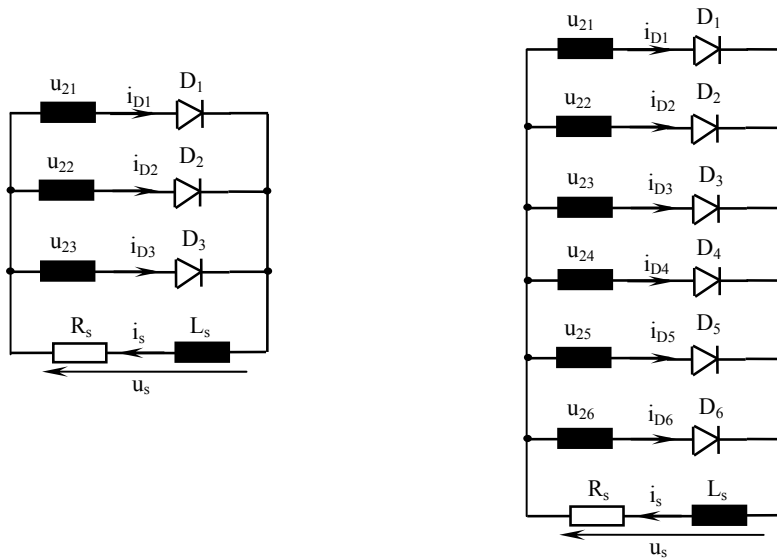 D1
u21 iD1
D2
u22 iD2
D3
u23 iD3
Rs is Ls
us
D1
u21 iD1
D2
u22 iD2
D3
u23 iD3
D4
u24 iD4
D5
u25 iD5
D6
u26 iD6
Rs is Ls
us